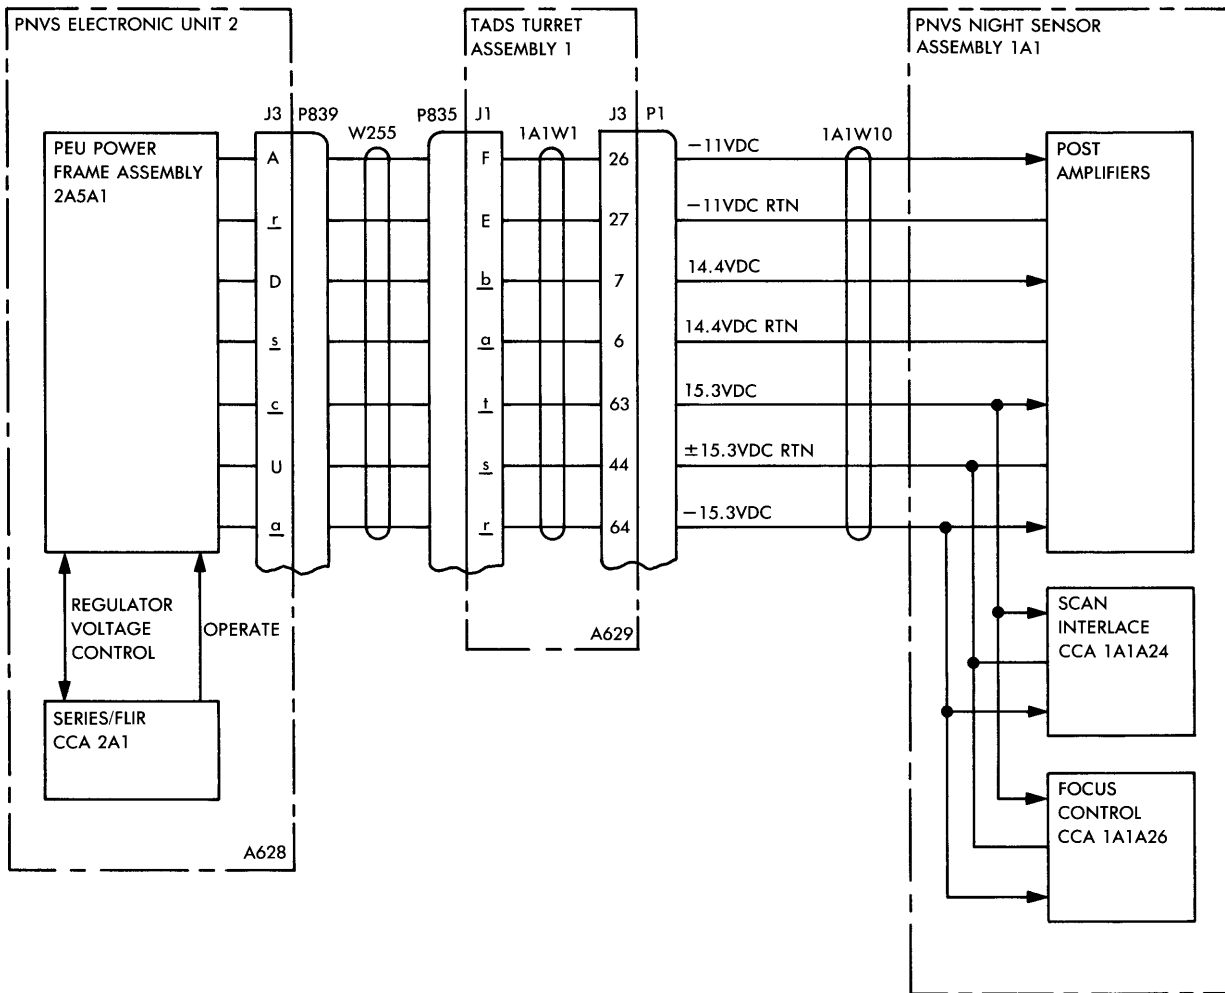 PNVS ELECTRONIC UNIT 2
TADS TURRET
ASSEMBLY 1
PNVS NIGHT SENSOR
ASSEMBLY 1A1
J3
P839
W255
P835
J1
1A1W1
J3
P1
1A1W10
PEU POWER
FRAME ASSEMBLY
2A5A1
POST
AMPLIFIERS
A
F
26
−11VDC
r
E
27
−11VDC RTN
D
b
7
14.4VDC
s
a
6
14.4VDC RTN
c
t
63
15.3VDC
U
s
44
±15.3VDC RTN
a
r
64
−15.3VDC
REGULATOR
VOLTAGE
CONTROL
OPERATE
A629
SCAN
INTERLACE
CCA 1A1A24
SERIES/FLIR
CCA 2A1
FOCUS
CONTROL
CCA 1A1A26
A628